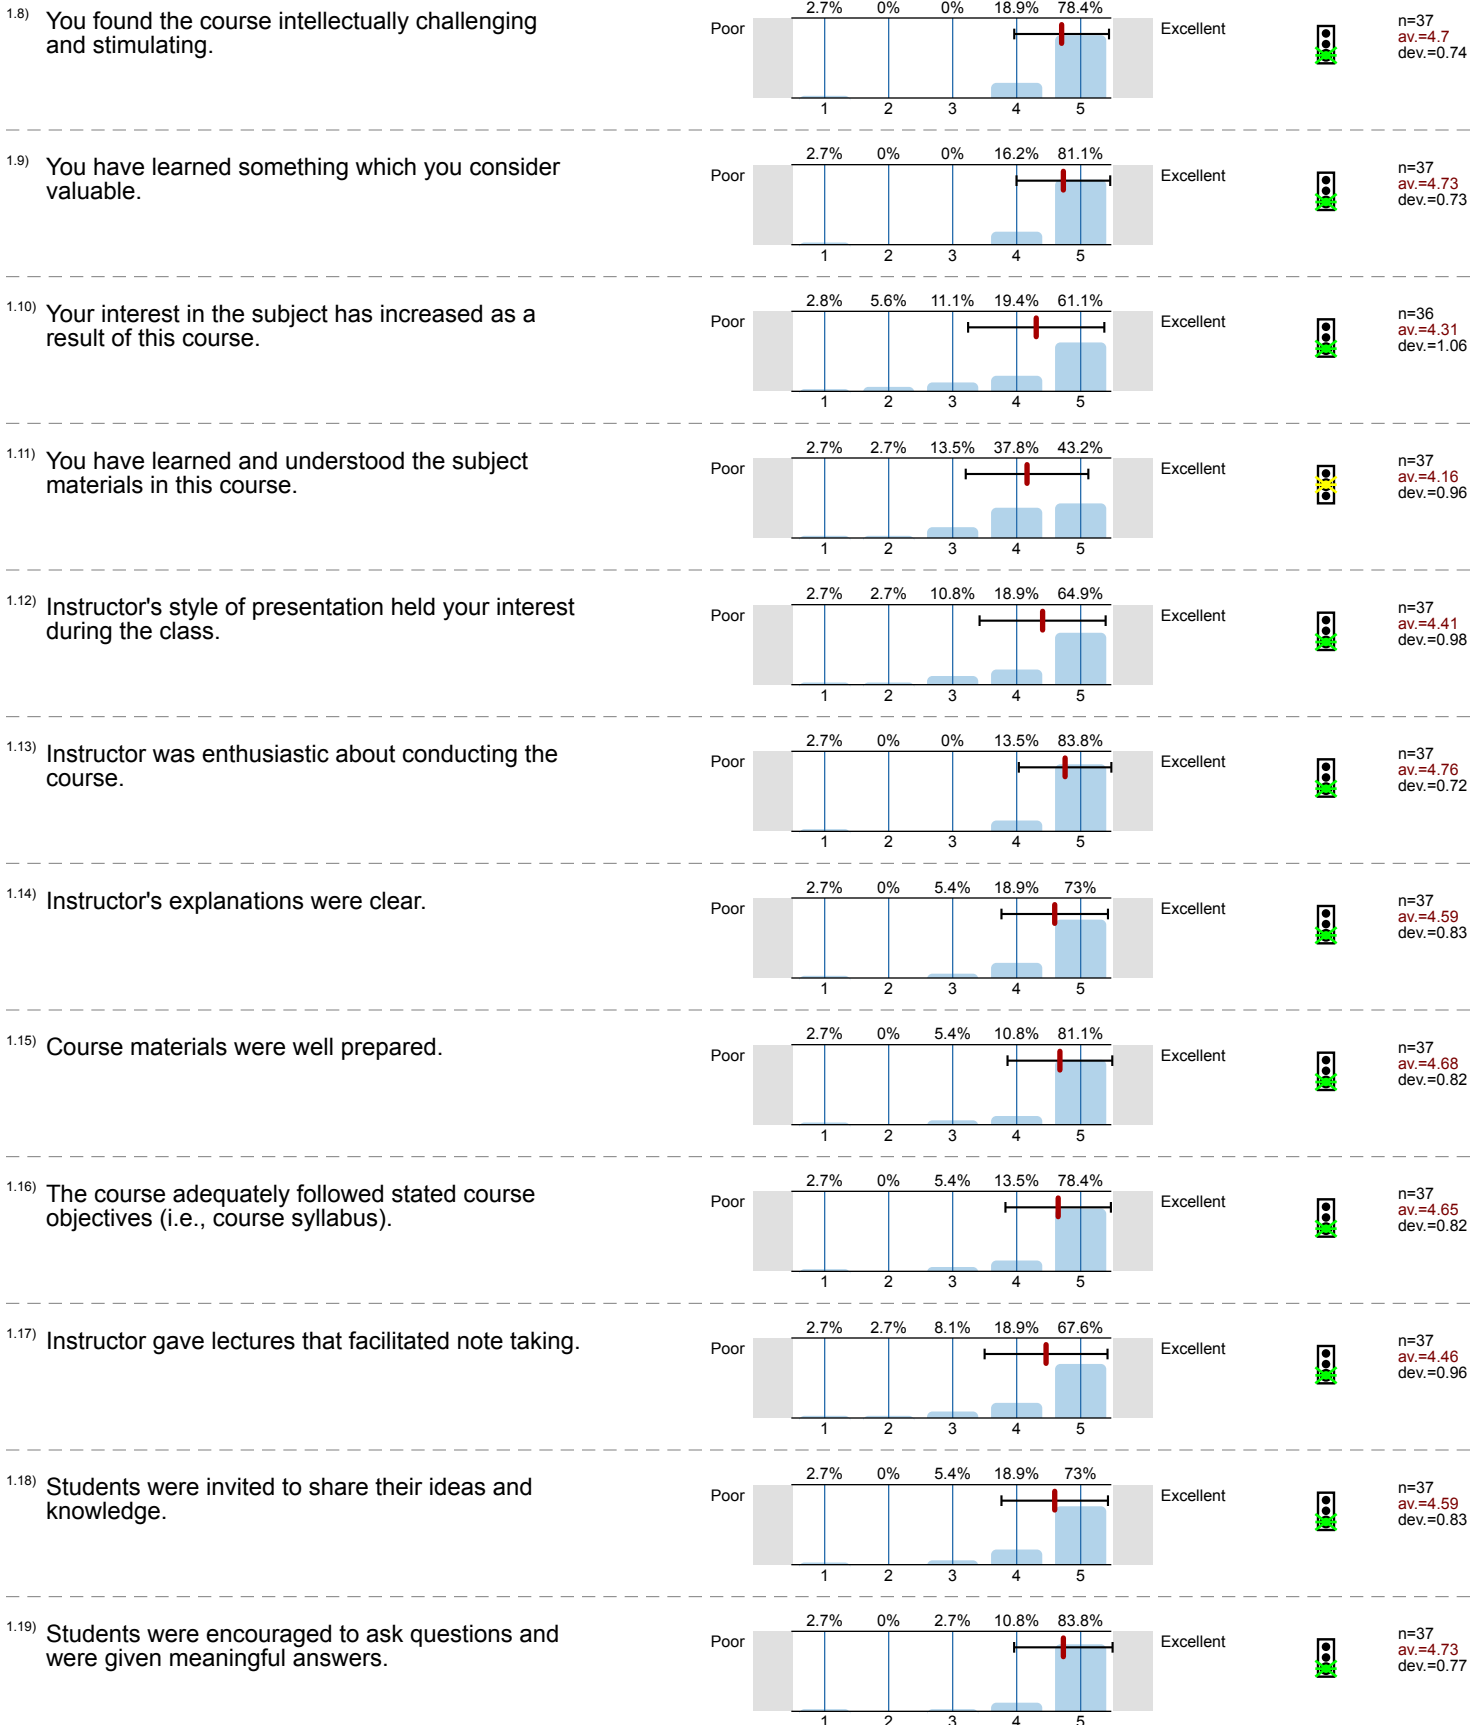 1.8) You found the course intellectually challenging
and stimulating.
2.7% 0% 0% 18.9% 78.4%
Poor Excellent
1 2 3 4 5
n=37
av.=4.7
dev.=0.74
1.9) You have learned something which you consider
valuable.
2.7% 0% 0% 16.2% 81.1%
Poor Excellent
1 2 3 4 5
n=37
av.=4.73
dev.=0.73
1.10) Your interest in the subject has increased as a
result of this course.
2.8% 5.6% 11.1% 19.4% 61.1%
Poor Excellent
1 2 3 4 5
n=36
av.=4.31
dev.=1.06
1.11) You have learned and understood the subject
materials in this course.
2.7% 2.7% 13.5% 37.8% 43.2%
Poor Excellent
1 2 3 4 5
n=37
av.=4.16
dev.=0.96
1.12) Instructor's style of presentation held your interest
during the class.
2.7% 2.7% 10.8% 18.9% 64.9%
Poor Excellent
1 2 3 4 5
n=37
av.=4.41
dev.=0.98
1.13) Instructor was enthusiastic about conducting the
course.
2.7% 0% 0% 13.5% 83.8%
Poor Excellent
1 2 3 4 5
n=37
av.=4.76
dev.=0.72
1.14) Instructor's explanations were clear.
2.7% 0% 5.4% 18.9% 73%
Poor Excellent
1 2 3 4 5
n=37
av.=4.59
dev.=0.83
1.15) Course materials were well prepared.
2.7% 0% 5.4% 10.8% 81.1%
Poor Excellent
1 2 3 4 5
n=37
av.=4.68
dev.=0.82
1.16) The course adequately followed stated course
objectives (i.e., course syllabus).
2.7% 0% 5.4% 13.5% 78.4%
Poor Excellent
1 2 3 4 5
n=37
av.=4.65
dev.=0.82
1.17) Instructor gave lectures that facilitated note taking.
2.7% 2.7% 8.1% 18.9% 67.6%
Poor Excellent
1 2 3 4 5
n=37
av.=4.46
dev.=0.96
1.18) Students were invited to share their ideas and
knowledge.
2.7% 0% 5.4% 18.9% 73%
Poor Excellent
1 2 3 4 5
n=37
av.=4.59
dev.=0.83
1.19) Students were encouraged to ask questions and
were given meaningful answers.
2.7% 0% 2.7% 10.8% 83.8%
Poor Excellent
1 2 3 4 5
n=37
av.=4.73
dev.=0.77